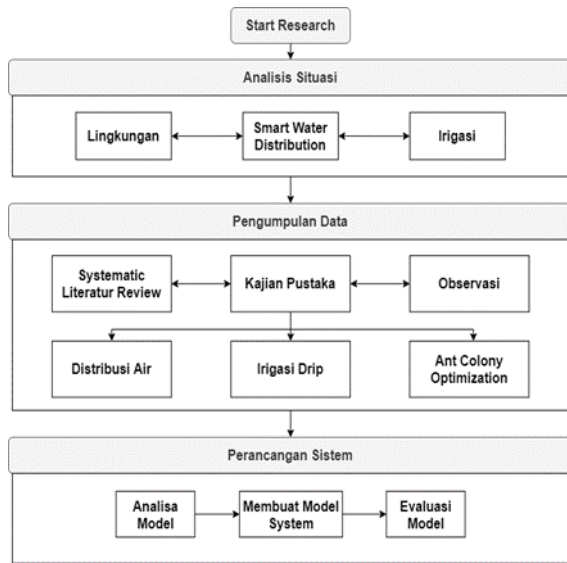 Start Research
Analisis Situasi
Lingkungan
Smart Water
Distribution
Irigasi
Pengumpulan Data
Systematic
Literatur Review
Kajian Pustaka
Observasi
Distribusi Air
Irigasi Drip
Ant Colony
Optimization
Perancangan Sistem
Analisa
Model
Membuat Model
System
Evaluasi
Model